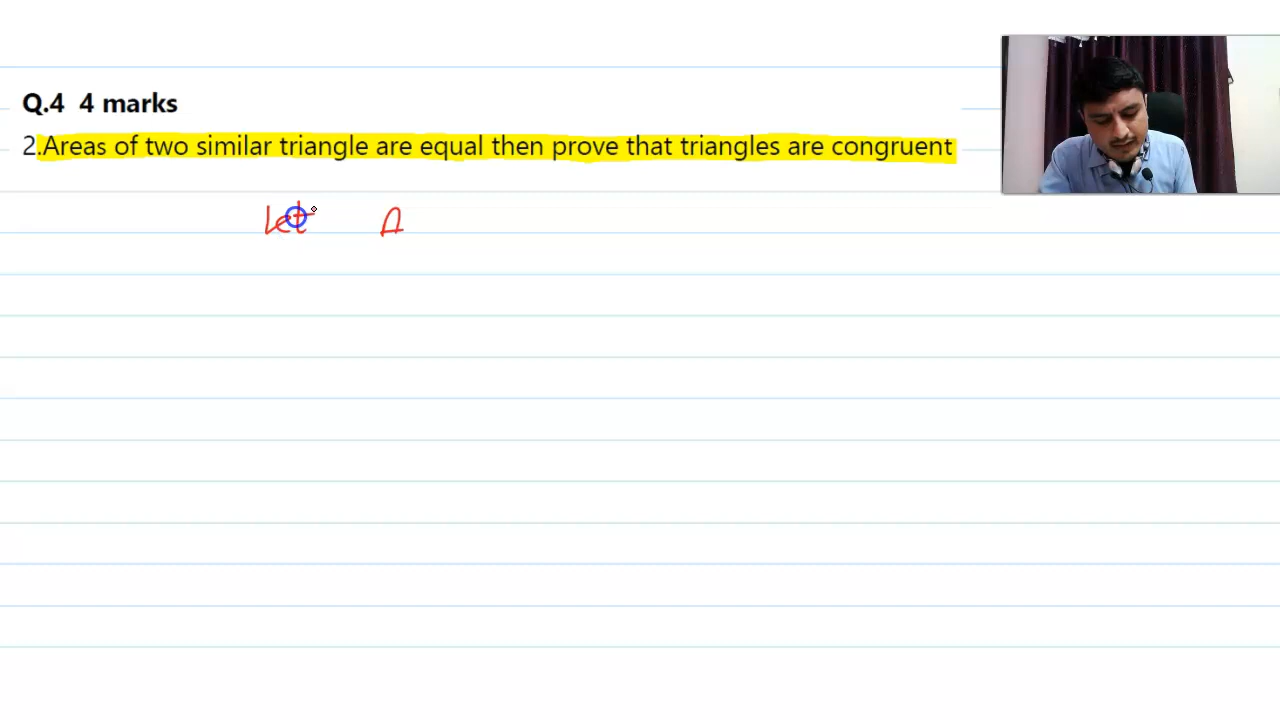 Q.4 4 marks
2.Areas of two similar triangle are equal then prove that triangles are congruent
Let